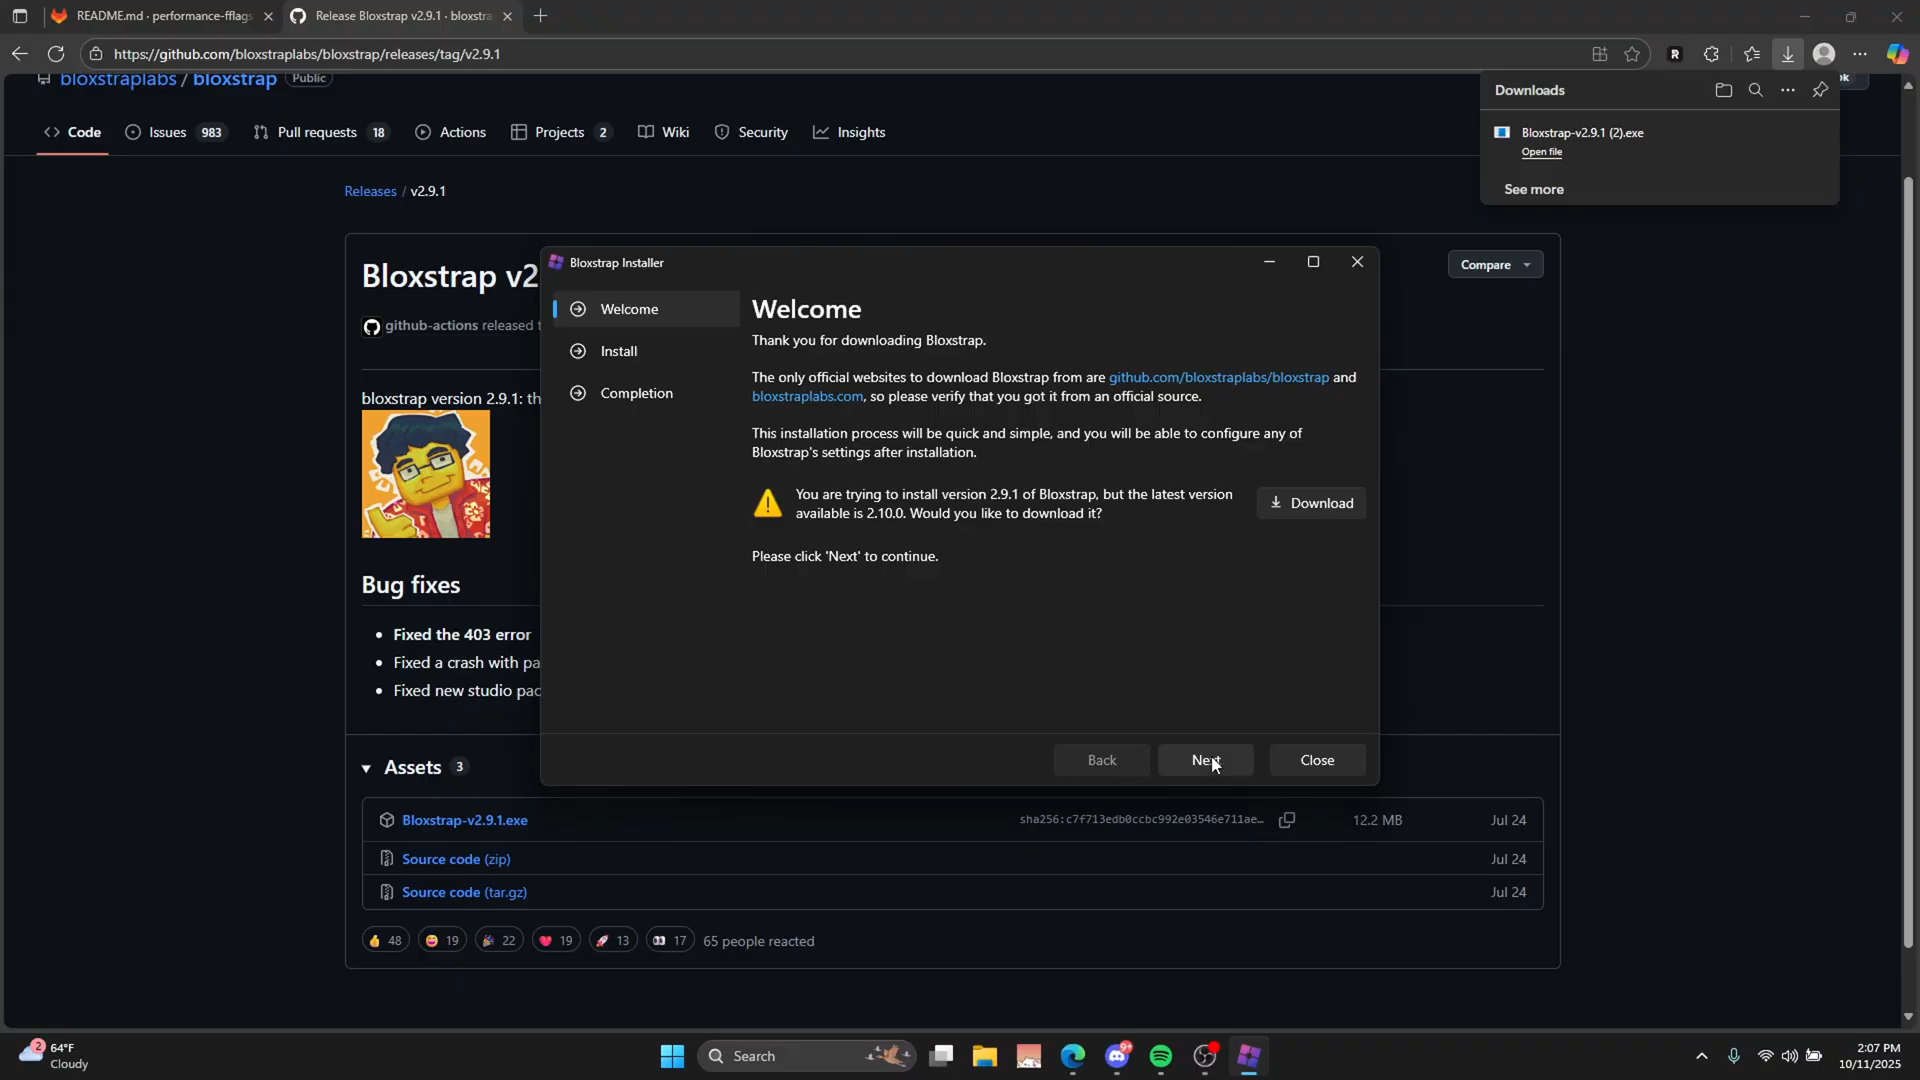 README.md · performance-fflags
Release Bloxstrap v2.9.1 · bloxstra
https://github.com/bloxstraplabs/bloxstrap/releases/tag/v2.9.1
bloxstraplabs / bloxstrap Public
Downloads
Bloxstrap-v2.9.1 (2).exe
Open file
See more
Code
Issues 983
Pull requests 18
Actions
Projects 2
Wiki
Security
Insights
Releases / v2.9.1
Bloxstrap v2
Compare
github-actions released
bloxstrap version 2.9.1: th
Bug fixes
Fixed the 403 error
Fixed a crash with pa
Fixed new studio pac
Bloxstrap Installer
Welcome
Install
Completion
Welcome
Thank you for downloading Bloxstrap.
The only official websites to download Bloxstrap from are github.com/bloxstraplabs/bloxstrap and
bloxstraplabs.com, so please verify that you got it from an official source.
This installation process will be quick and simple, and you will be able to configure any of
Bloxstrap's settings after installation.
You are trying to install version 2.9.1 of Bloxstrap, but the latest version
available is 2.10.0. Would you like to download it?
Download
Please click 'Next' to continue.
Back
Next
Close
Assets 3
Bloxstrap-v2.9.1.exe
sha256:c7f713edb0ccbc992e03546e711ae…
12.2 MB
Jul 24
Source code (zip)
Jul 24
Source code (tar.gz)
Jul 24
48
19
22
19
13
17
65 people reacted
2
64°F
Cloudy
Search
9+
2:07 PM
10/11/2025